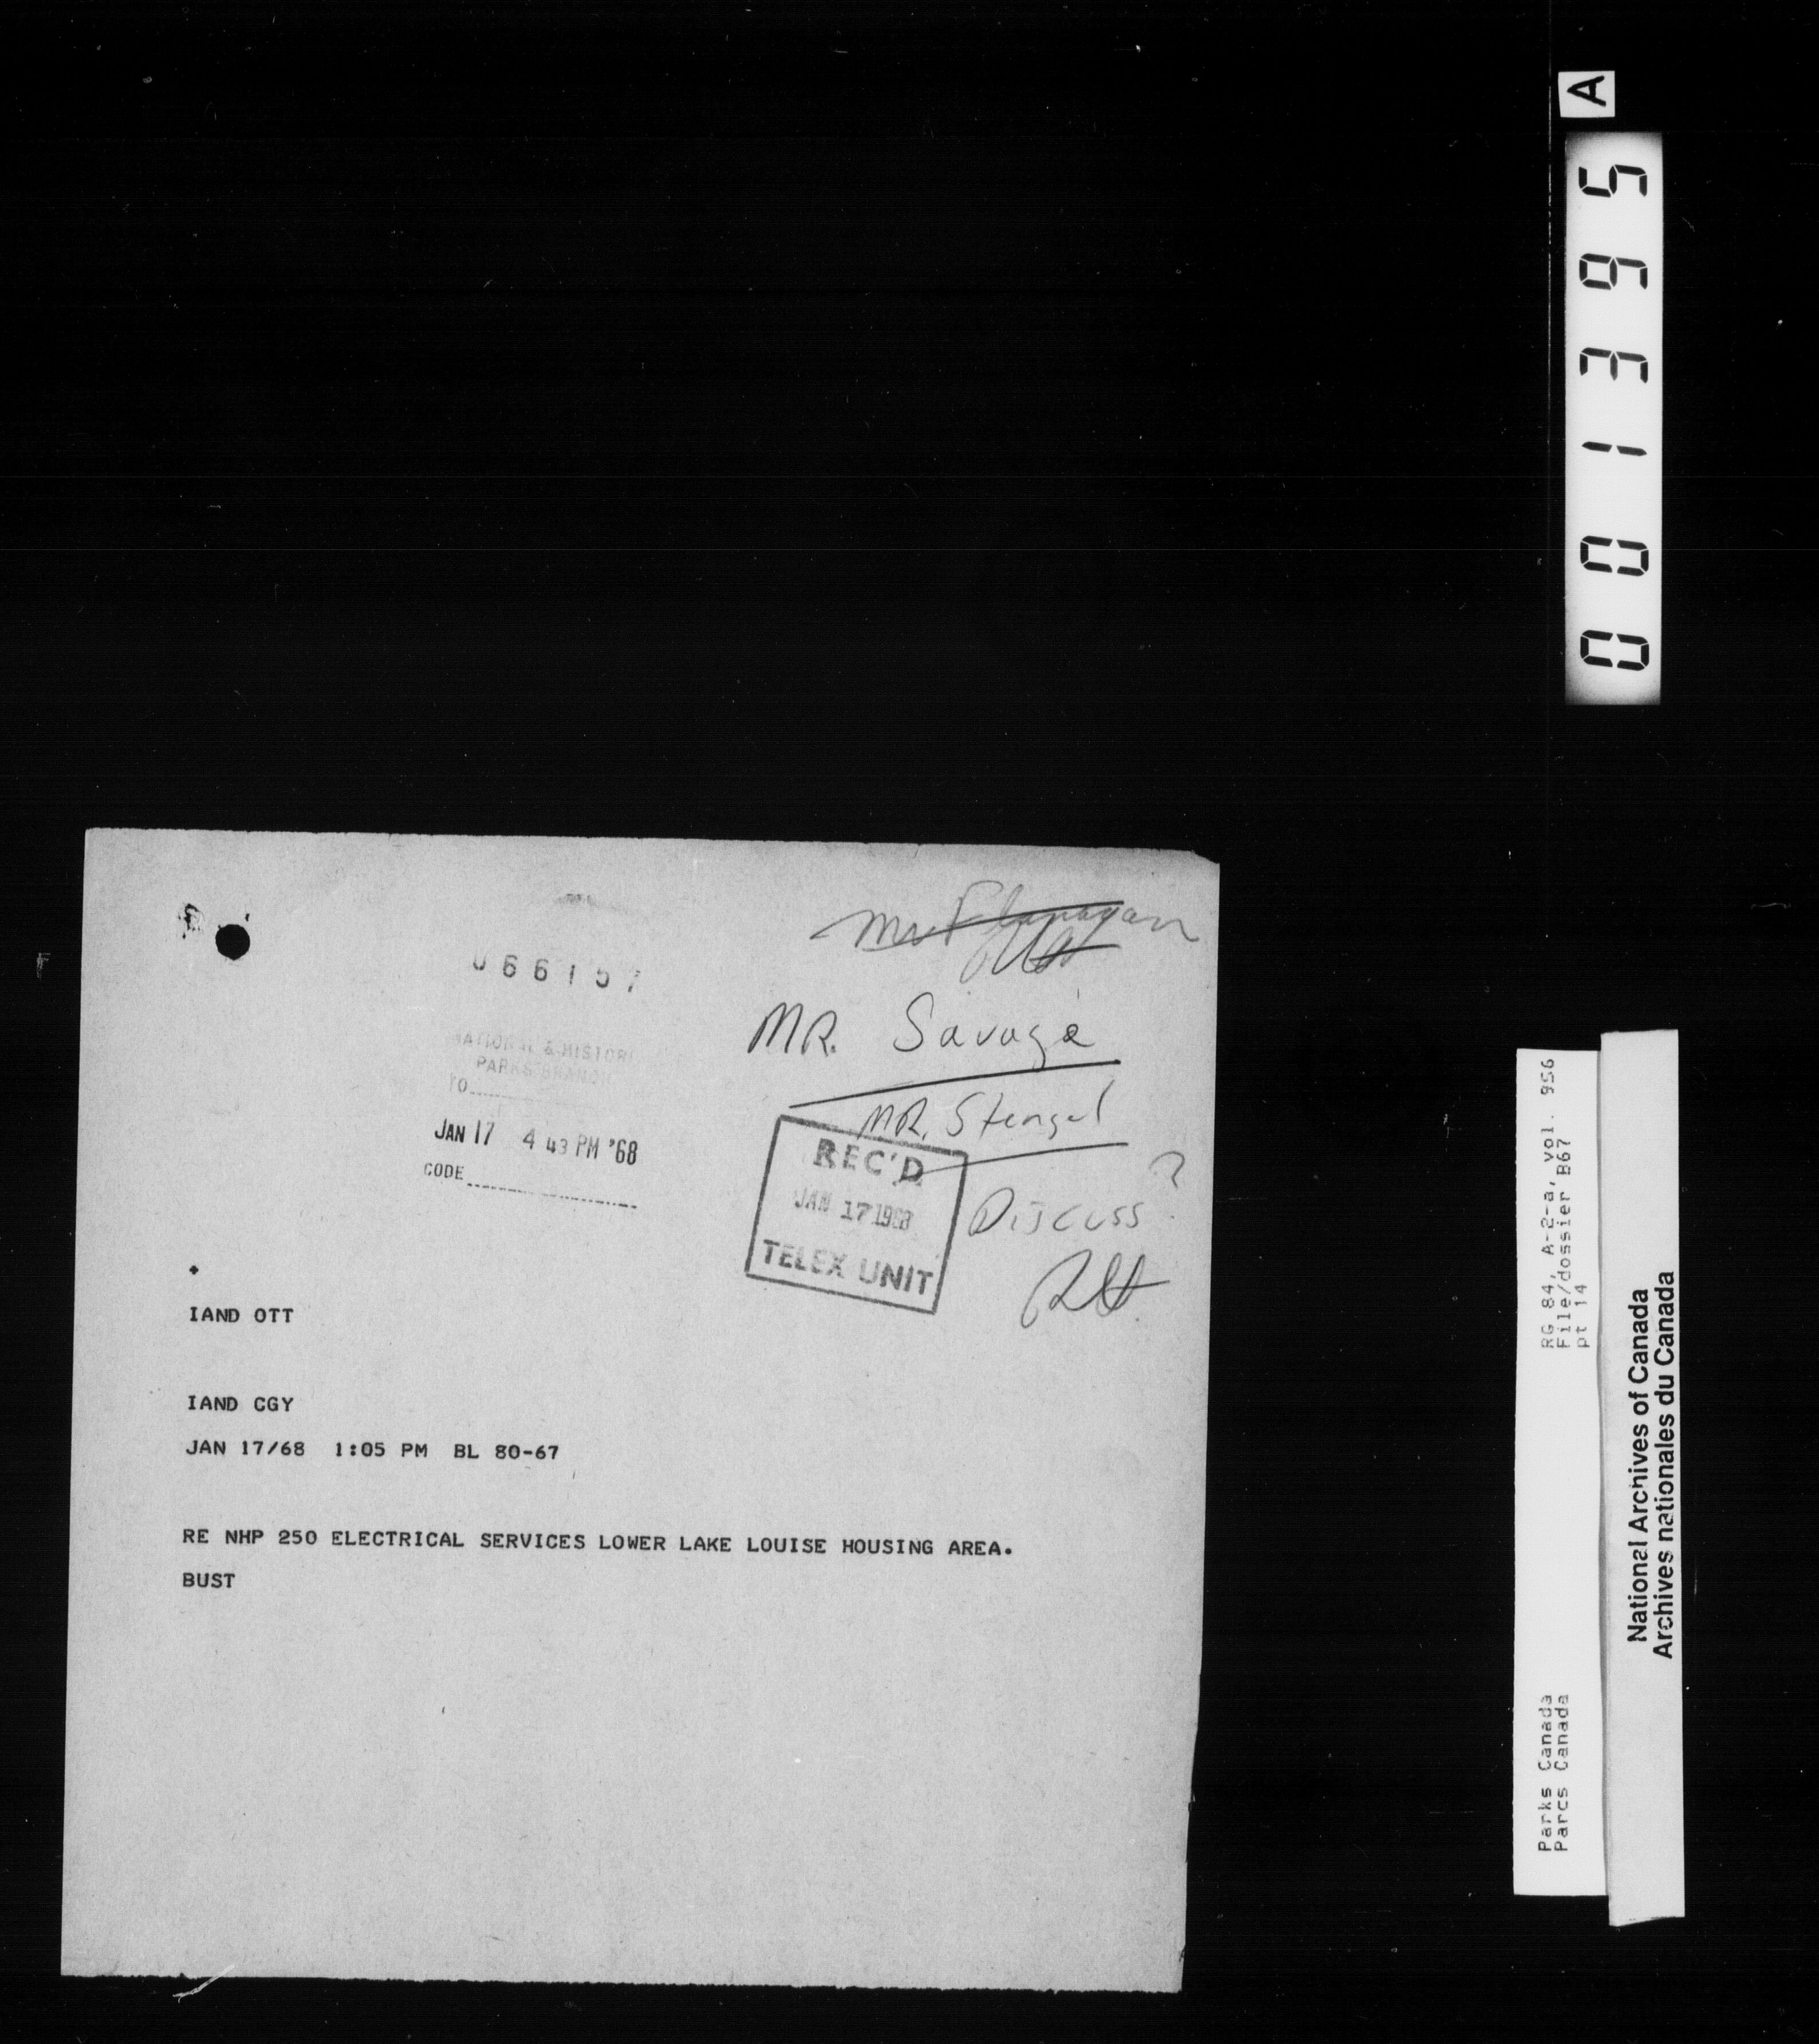 A
001395
Mr Flanagan
066157
MR. Savage
NATIONAL & HISTORI
PARKS BRANCH
TO
MR. Stengel
JAN 17 4 43 PM '68
CODE
REC'D
JAN 17 1968
TELEX UNIT
Discuss ?
IAND OTT
IAND CGY
JAN 17/68 1:05 PM BL 80-67
RE NHP 250 ELECTRICAL SERVICES LOWER LAKE LOUISE HOUSING AREA.
BUST
RG 84, A-2-a, vol. 956
File/dossier B67
pt 14
Parks Canada
Parcs Canada
National Archives of Canada
Archives nationales du Canada